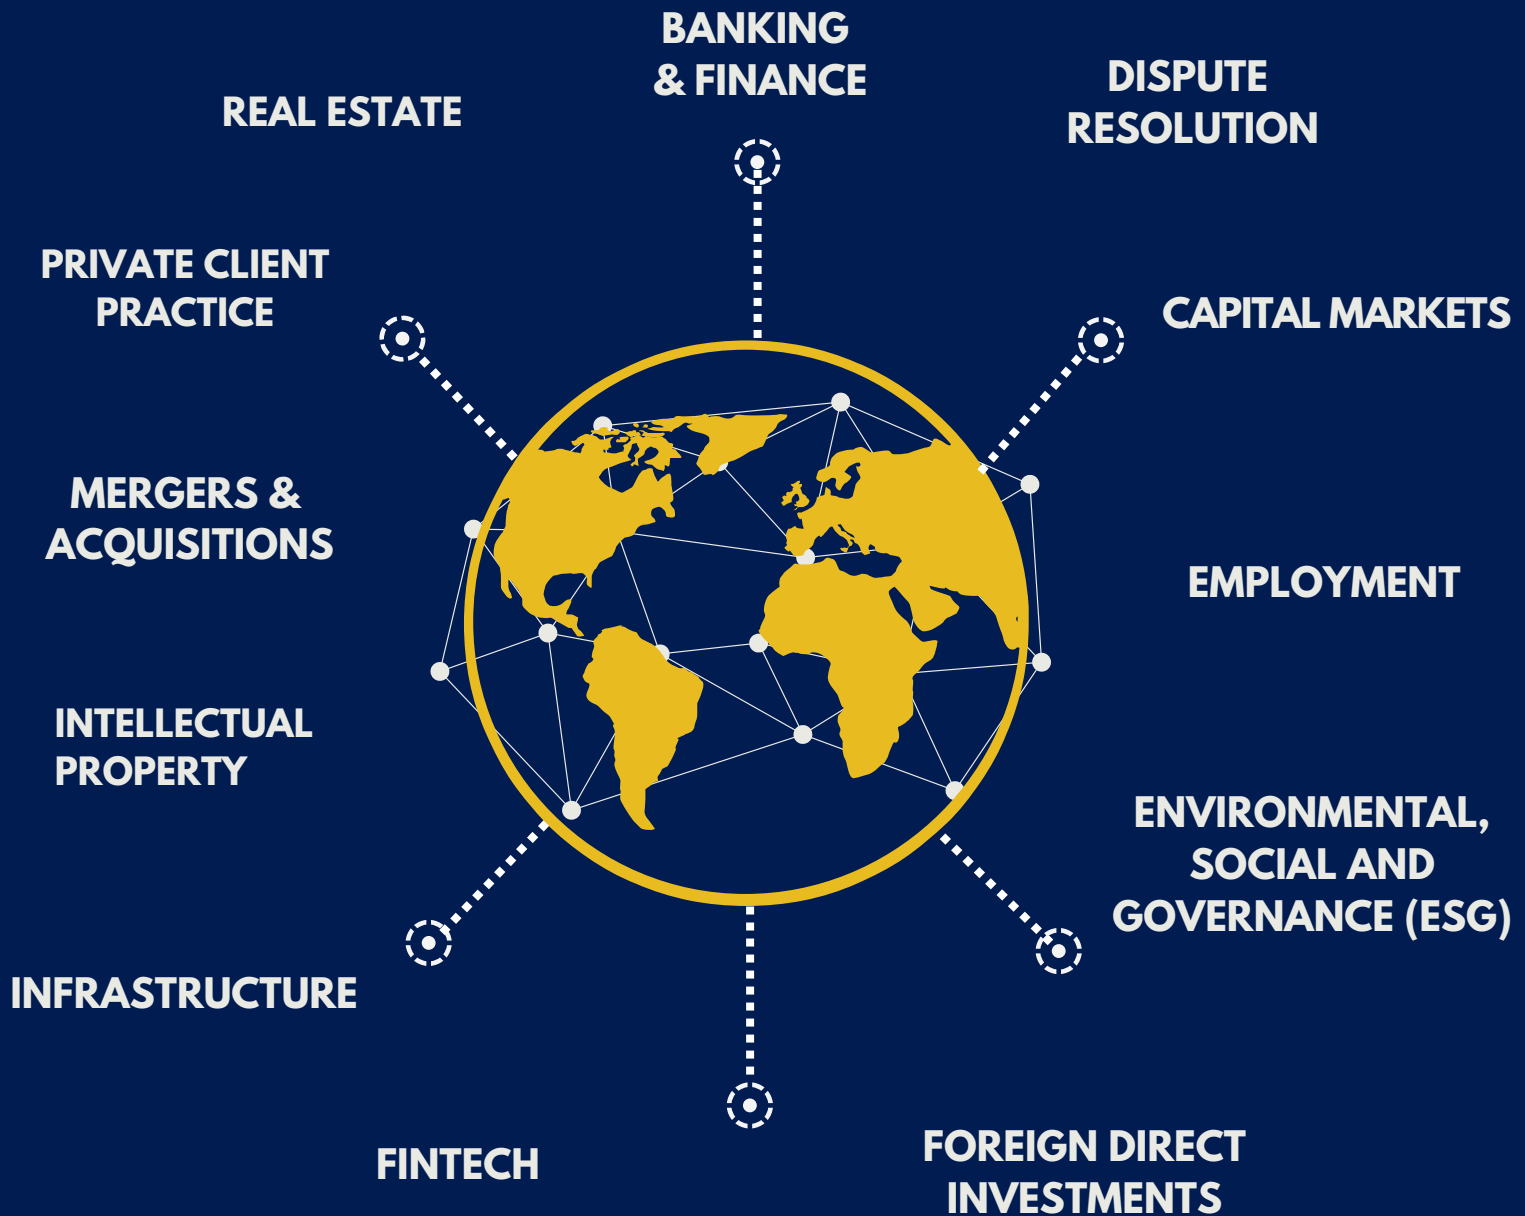 BANKING
& FINANCE
DISPUTE
RESOLUTION
REAL ESTATE
PRIVATE CLIENT
PRACTICE
CAPITAL MARKETS
MERGERS &
ACQUISITIONS
EMPLOYMENT
INTELLECTUAL
PROPERTY
ENVIRONMENTAL,
SOCIAL AND
GOVERNANCE (ESG)
INFRASTRUCTURE
FINTECH
FOREIGN DIRECT
INVESTMENTS